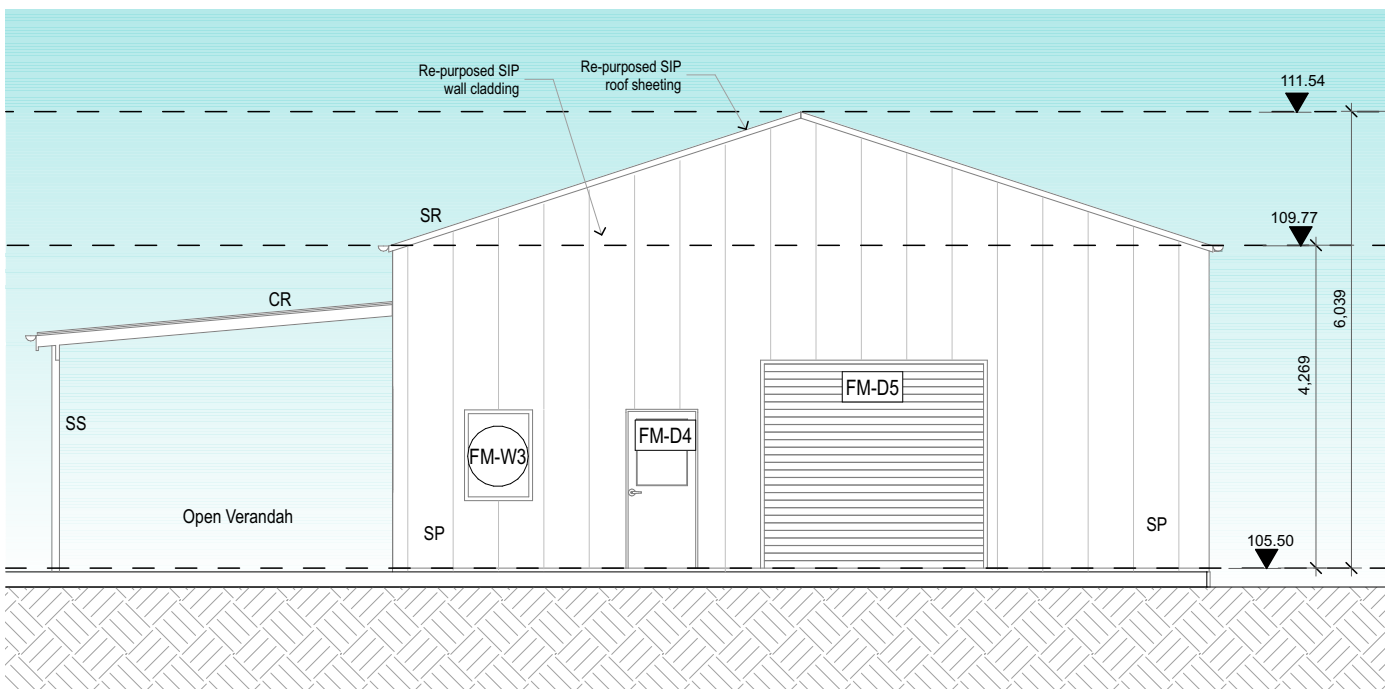 Re-purposed SIP
wall cladding
Re-purposed SIP
roof sheeting
111.54
SR
109.77
CR
6,039
4,269
FM-D5
SS
FM-D4
FM-W3
Open Verandah
SP
SP
105.50